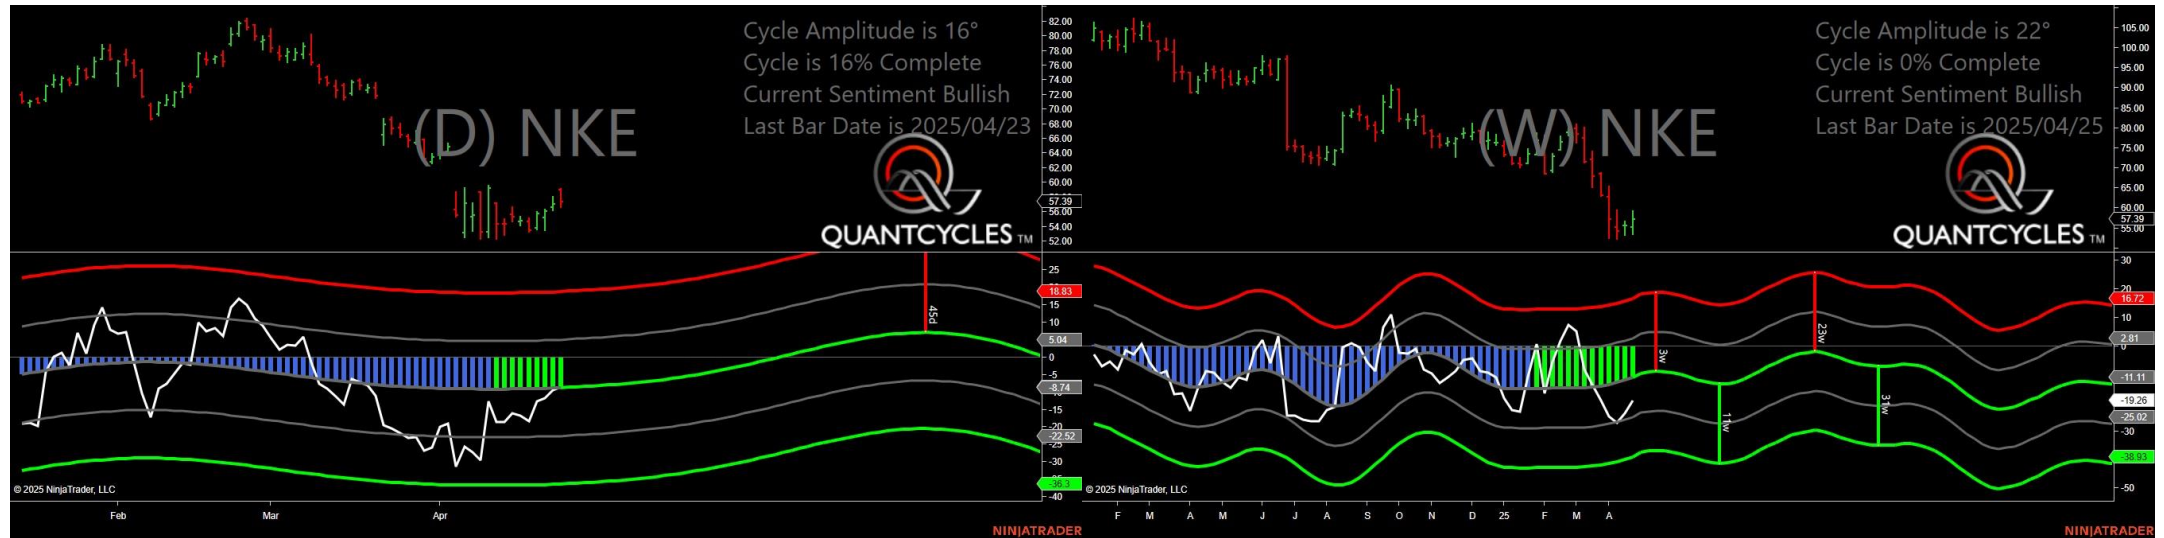 Cycle Amplitude is 16°
Cycle is 16% Complete
Current Sentiment Bullish
Last Bar Date is 2025/04/23
(D) NKE
QUANTCYCLES TM
82.00
80.00
78.00
76.00
74.00
72.00
70.00
68.00
66.00
64.00
62.00
60.00
57.39
56.00
54.00
52.00
25
18.83
15
10
5.04
0
-5
-8.74
-15
-20
-22.52
-30
-36.3
-40
45d
© 2025 NinjaTrader, LLC
Feb
Mar
Apr
NINJATRADER
Cycle Amplitude is 22°
Cycle is 0% Complete
Current Sentiment Bullish
Last Bar Date is 2025/04/25
(W) NKE
QUANTCYCLES TM
105.00
100.00
95.00
90.00
85.00
80.00
75.00
70.00
65.00
60.00
57.39
55.00
30
20
16.72
10
2.81
0
-11.11
-19.26
-25.02
-30
-38.93
-50
3w
23w
11w
31w
© 2025 NinjaTrader, LLC
F M A M J J A S O N D 25 F M A
NINJATRADER